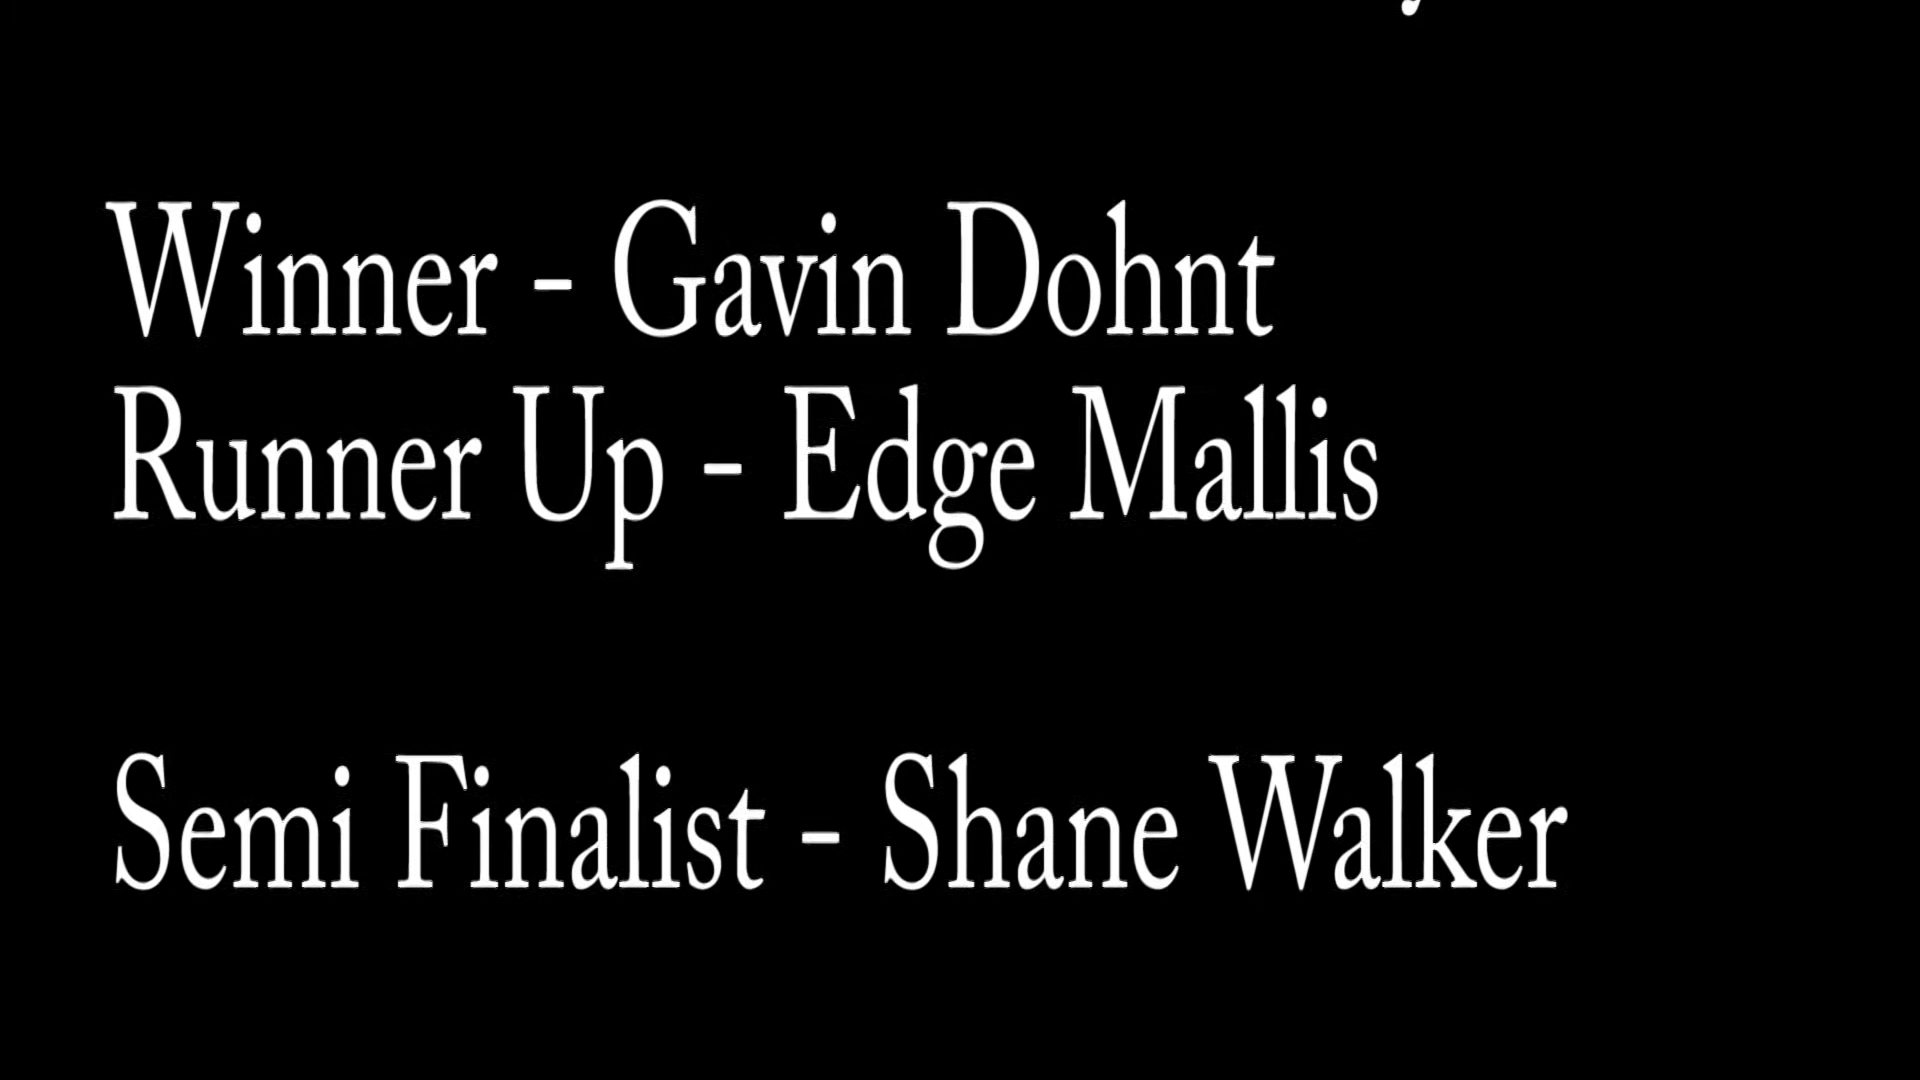 Winner - Gavin Dohnt
Runner Up - Edge Mallis
Semi Finalist - Shane Walker